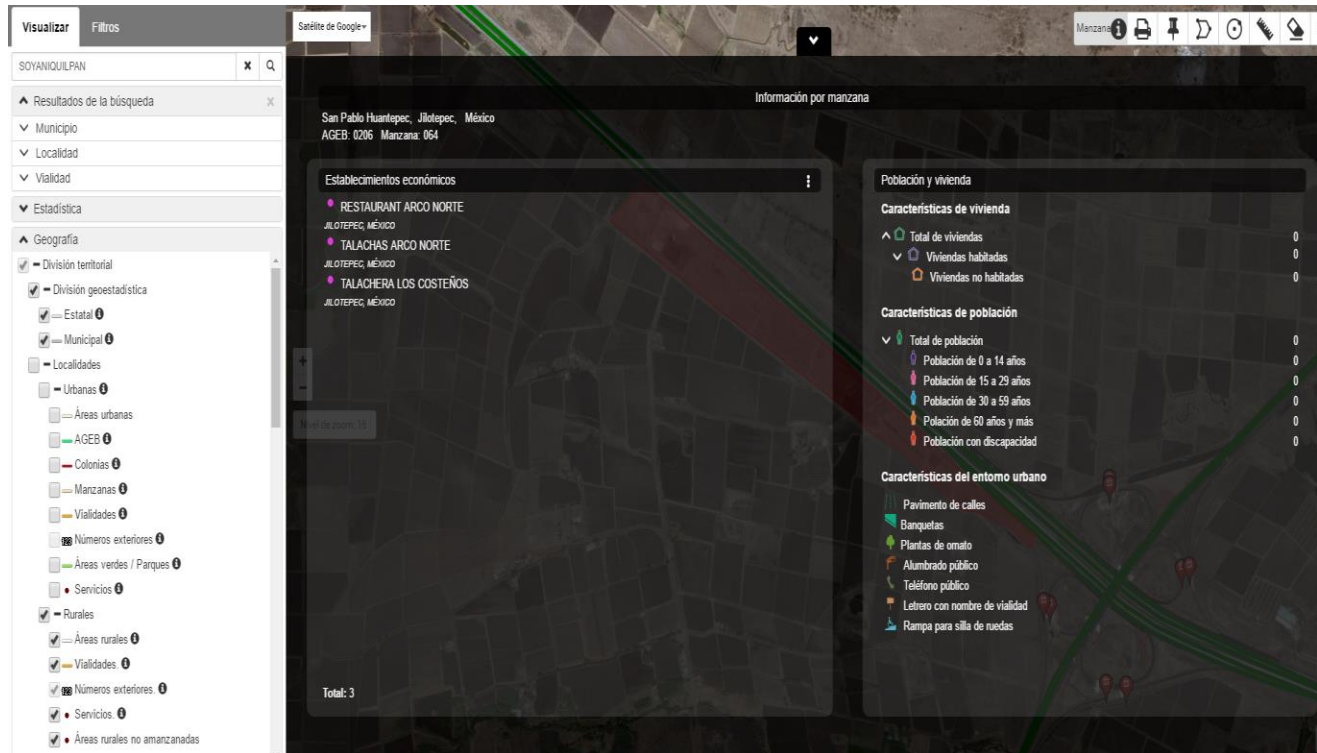 Visualizar Filtros
SOYANIQUILPAN
Resultados de la búsqueda
Municipio
Localidad
Vialidad
Estadística
Geografía
División territorial
División geoestadística
Estatal
Municipal
Localidades
Urbanas
Áreas urbanas
AGEB
Colonias
Manzanas
Vialidades
Números exteriores
Áreas verdes / Parques
Servicios
Rurales
Áreas rurales
Vialidades.
Números exteriores.
Servicios.
Áreas rurales no amanzanadas
Satélite de Google
Manzana
Información por manzana
San Pablo Huantepec, Jilotepec, México
AGEB: 0206 Manzana: 064
Establecimientos económicos
RESTAURANT ARCO NORTE
JILOTEPEC, MÉXICO
TALACHAS ARCO NORTE
JILOTEPEC, MÉXICO
TALACHERA LOS COSTEÑOS
JILOTEPEC, MÉXICO
Nivel de zoom:
Total: 3
Población y vivienda
Características de vivienda
Total de viviendas 0
Viviendas habitadas 0
Viviendas no habitadas 0
Características de población
Total de población 0
Población de 0 a 14 años 0
Población de 15 a 29 años 0
Población de 30 a 59 años 0
Polación de 60 años y más 0
Población con discapacidad 0
Características del entorno urbano
Pavimento de calles
Banquetas
Plantas de ornato
Alumbrado público
Teléfono público
Letrero con nombre de vialidad
Rampa para silla de ruedas